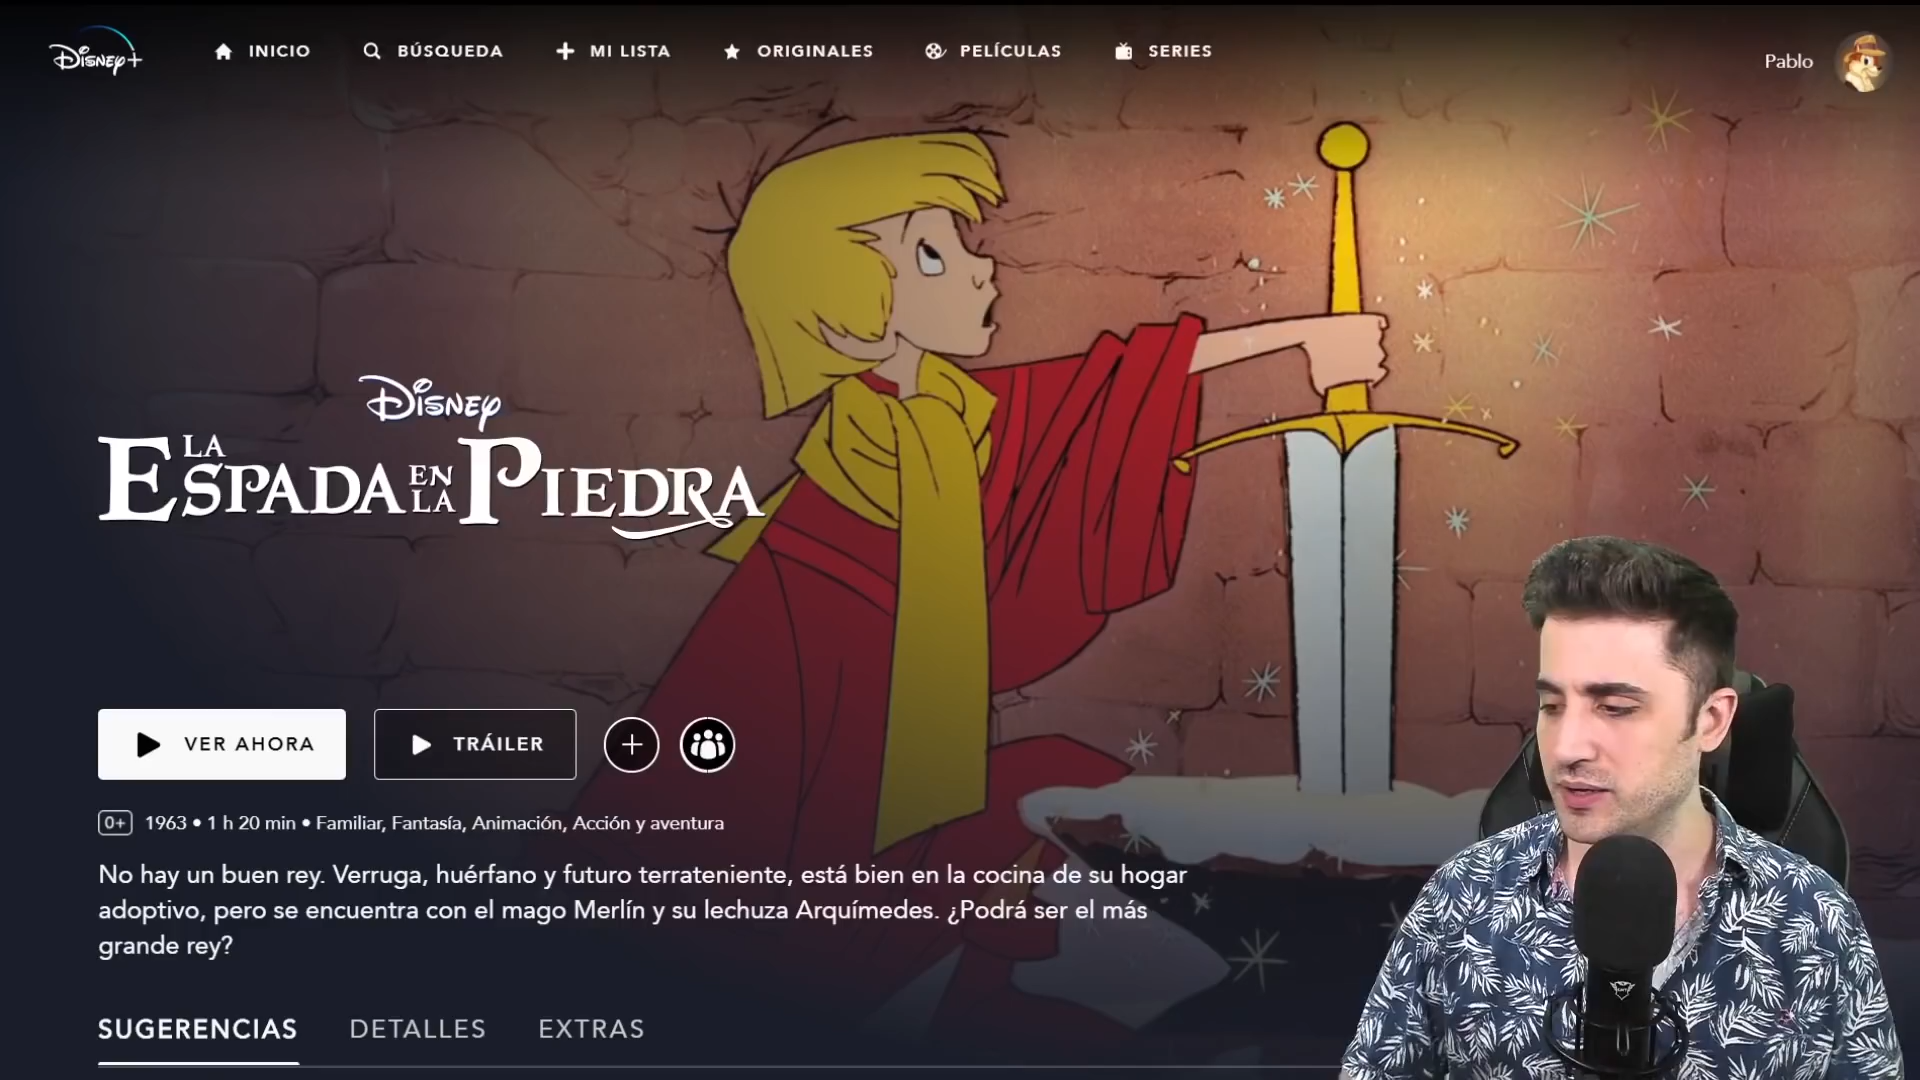 Disney+
INICIO
BÚSQUEDA
MI LISTA
ORIGINALES
PELÍCULAS
SERIES
Pablo
Disney
LA ESPADA EN LA PIEDRA
VER AHORA
TRÁILER
0+ 1963 • 1 h 20 min • Familiar, Fantasía, Animación, Acción y aventura
No hay un buen rey. Verruga, huérfano y futuro terrateniente, está bien en la cocina de su hogar
adoptivo, pero se encuentra con el mago Merlín y su lechuza Arquímedes. ¿Podrá ser el más
grande rey?
SUGERENCIAS
DETALLES
EXTRAS